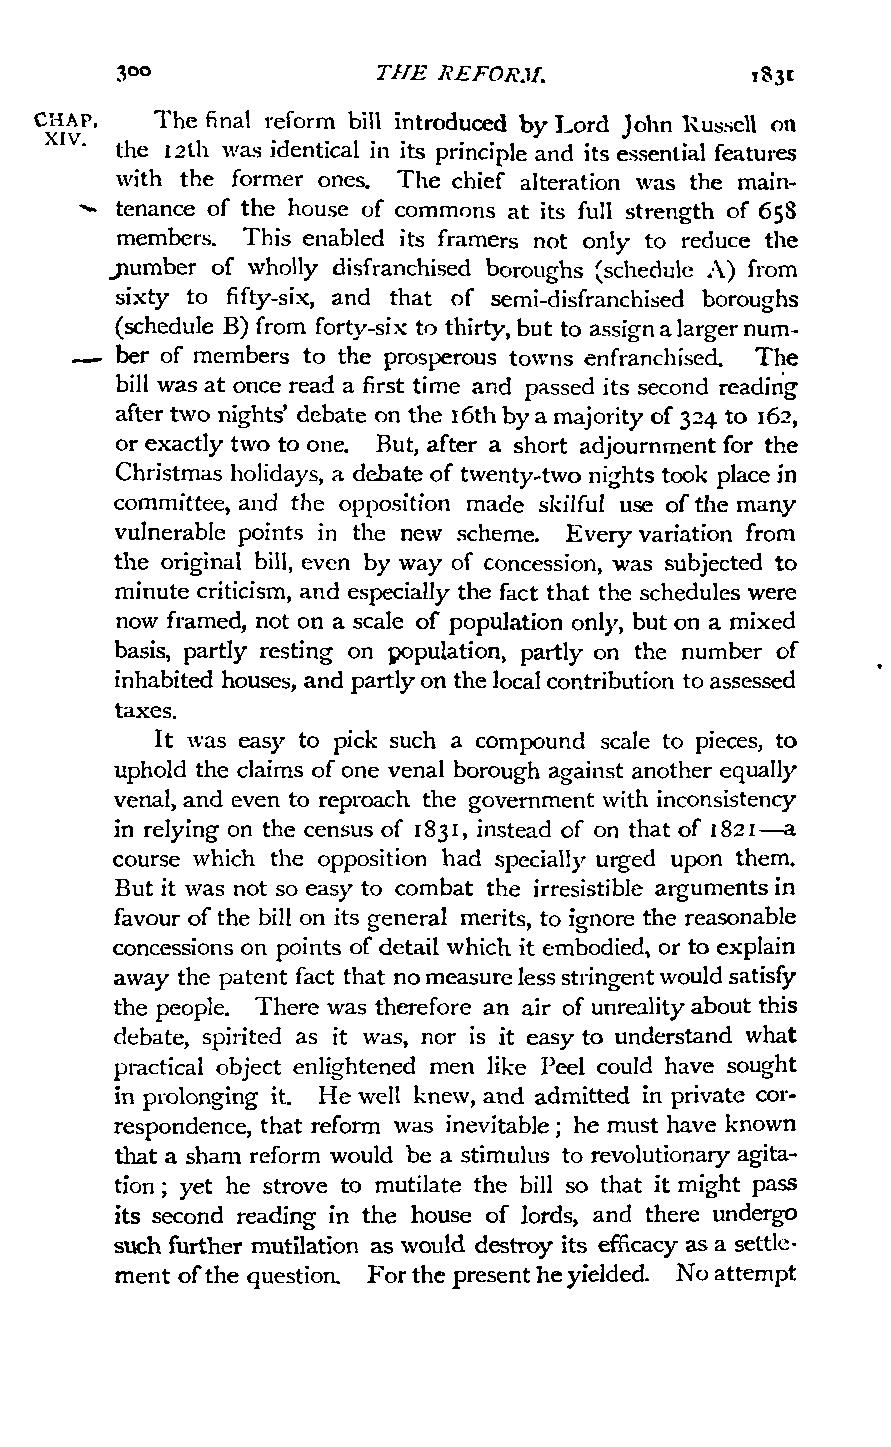 300 THE REFORM. 1831
CHAP. XIV.
The final reform bill introduced by Lord John Russell on
the 12th was identical in its principle and its essential features
with the former ones. The chief alteration was the main-
tenance of the house of commons at its full strength of 658
members. This enabled its framers not only to reduce the
number of wholly disfranchised boroughs (schedule A) from
sixty to fifty-six, and that of semi-disfranchised boroughs
(schedule B) from forty-six to thirty, but to assign a larger num-
ber of members to the prosperous towns enfranchised. The
bill was at once read a first time and passed its second reading
after two nights' debate on the 16th by a majority of 324 to 162,
or exactly two to one. But, after a short adjournment for the
Christmas holidays, a debate of twenty-two nights took place in
committee, and the opposition made skilful use of the many
vulnerable points in the new scheme. Every variation from
the original bill, even by way of concession, was subjected to
minute criticism, and especially the fact that the schedules were
now framed, not on a scale of population only, but on a mixed
basis, partly resting on population, partly on the number of
inhabited houses, and partly on the local contribution to assessed
taxes.
It was easy to pick such a compound scale to pieces, to
uphold the claims of one venal borough against another equally
venal, and even to reproach the government with inconsistency
in relying on the census of 1831, instead of on that of 1821—a
course which the opposition had specially urged upon them.
But it was not so easy to combat the irresistible arguments in
favour of the bill on its general merits, to ignore the reasonable
concessions on points of detail which it embodied, or to explain
away the patent fact that no measure less stringent would satisfy
the people. There was therefore an air of unreality about this
debate, spirited as it was, nor is it easy to understand what
practical object enlightened men like Peel could have sought
in prolonging it. He well knew, and admitted in private cor-
respondence, that reform was inevitable; he must have known
that a sham reform would be a stimulus to revolutionary agita-
tion; yet he strove to mutilate the bill so that it might pass
its second reading in the house of lords, and there undergo
such further mutilation as would destroy its efficacy as a settle-
ment of the question. For the present he yielded. No attempt